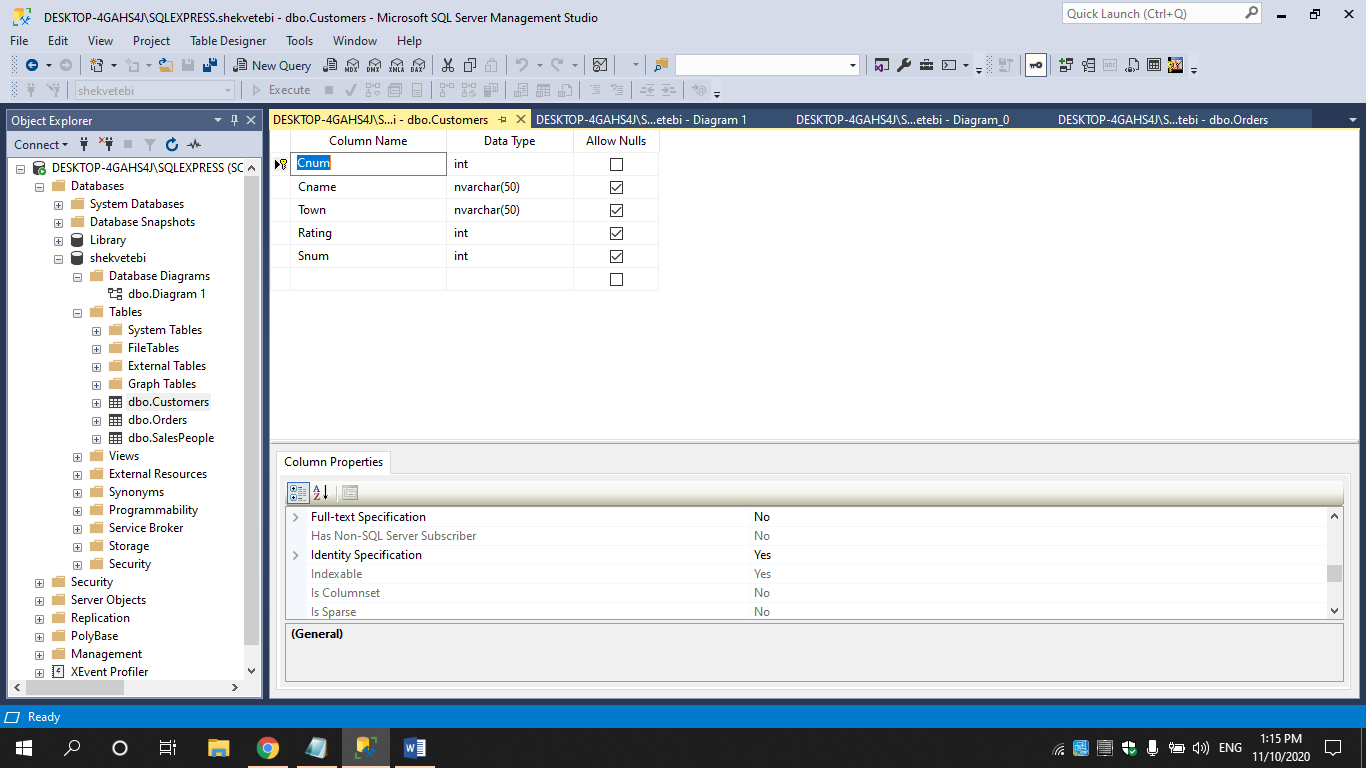 DESKTOP-4GAHS4J\SQLEXPRESS.shekvetebi - dbo.Customers - Microsoft SQL Server Management Studio
Quick Launch (Ctrl+Q)
File Edit View Project Table Designer Tools Window Help
New Query
MDX DMX XMLA DAX
shekvetebi
Execute
Object Explorer
Connect
DESKTOP-4GAHS4J\SQLEXPRESS (SC
Databases
System Databases
Database Snapshots
Library
shekvetebi
Database Diagrams
dbo.Diagram 1
Tables
System Tables
FileTables
External Tables
Graph Tables
dbo.Customers
dbo.Orders
dbo.SalesPeople
Views
External Resources
Synonyms
Programmability
Service Broker
Storage
Security
Security
Server Objects
Replication
PolyBase
Management
XEvent Profiler
DESKTOP-4GAHS4J\S...i - dbo.Customers
DESKTOP-4GAHS4J\S...etebi - Diagram 1
DESKTOP-4GAHS4J\S...etebi - Diagram_0
DESKTOP-4GAHS4J\S...tebi - dbo.Orders
Column Name Data Type Allow Nulls
Cnum int
Cname nvarchar(50)
Town nvarchar(50)
Rating int
Snum int
Column Properties
A
Z
Full-text Specification No
Has Non-SQL Server Subscriber No
Identity Specification Yes
Indexable Yes
Is Columnset No
Is Sparse No
(General)
Ready
ENG
1:15 PM
11/10/2020